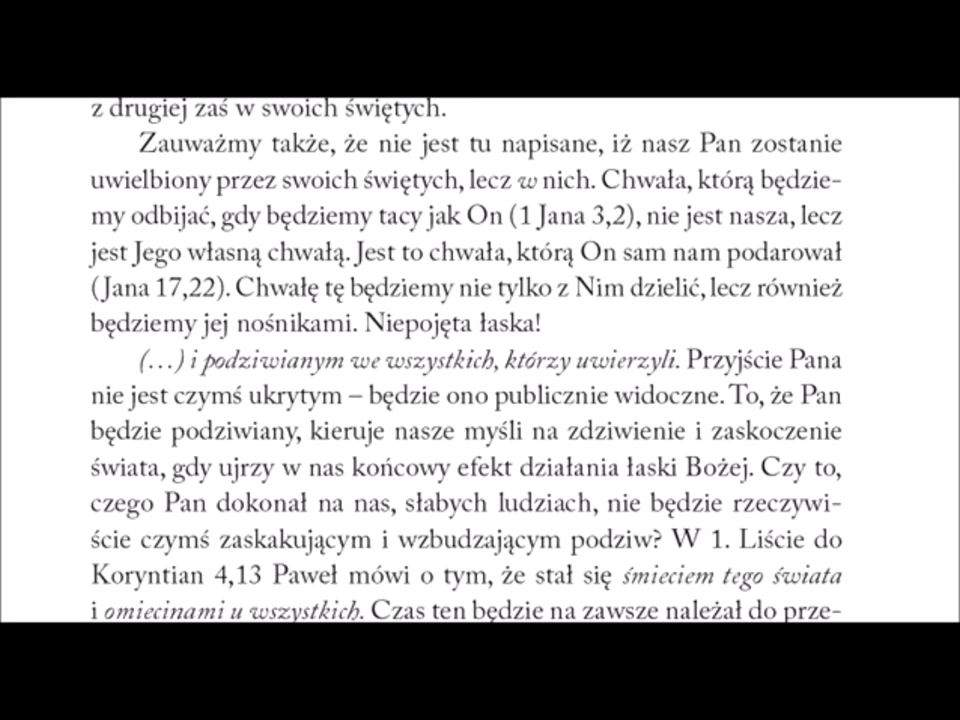 z drugiej zaś w swoich świętych.
Zauważmy także, że nie jest tu napisane, iż nasz Pan zostanie
uwielbiony przez swoich świętych, lecz w nich. Chwała, którą będzie-
my odbijać, gdy będziemy tacy jak On (1 Jana 3,2), nie jest nasza, lecz
jest Jego własną chwałą. Jest to chwała, którą On sam nam podarował
(Jana 17,22). Chwałę tę będziemy nie tylko z Nim dzielić, lecz również
będziemy jej nośnikami. Niepojęta łaska!
(…) i podziwianym we wszystkich, którzy uwierzyli. Przyjście Pana
nie jest czymś ukrytym – będzie ono publicznie widoczne. To, że Pan
będzie podziwiany, kieruje nasze myśli na zdziwienie i zaskoczenie
świata, gdy ujrzy w nas końcowy efekt działania łaski Bożej. Czy to,
czego Pan dokonał na nas, słabych ludziach, nie będzie rzeczywi-
ście czymś zaskakującym i wzbudzającym podziw? W 1. Liście do
Koryntian 4,13 Paweł mówi o tym, że stał się śmieciem tego świata
i omiecinami u wszystkich. Czas ten będzie na zawsze należał do prze-